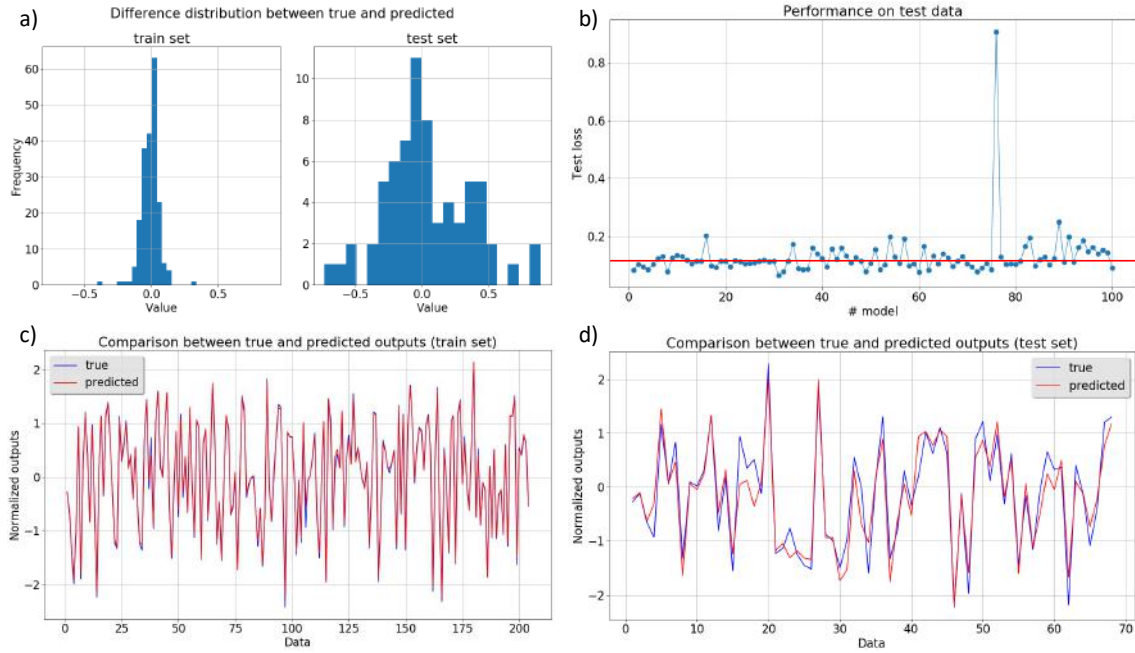 a)
Difference distribution between true and predicted
train set
test set
60
50
40
30
20
10
0
Frequency
−0.5
0.0
0.5
Value
10
8
6
4
2
0
−0.5
0.0
0.5
Value
b)
Performance on test data
0.8
0.6
0.4
0.2
Test loss
0
20
40
60
80
100
# model
c)
Comparison between true and predicted outputs (train set)
true
predicted
2
1
0
−1
−2
Normalized outputs
0
25
50
75
100
125
150
175
200
Data
d)
Comparison between true and predicted outputs (test set)
true
predicted
2
1
0
−1
−2
Normalized outputs
0
10
20
30
40
50
60
70
Data